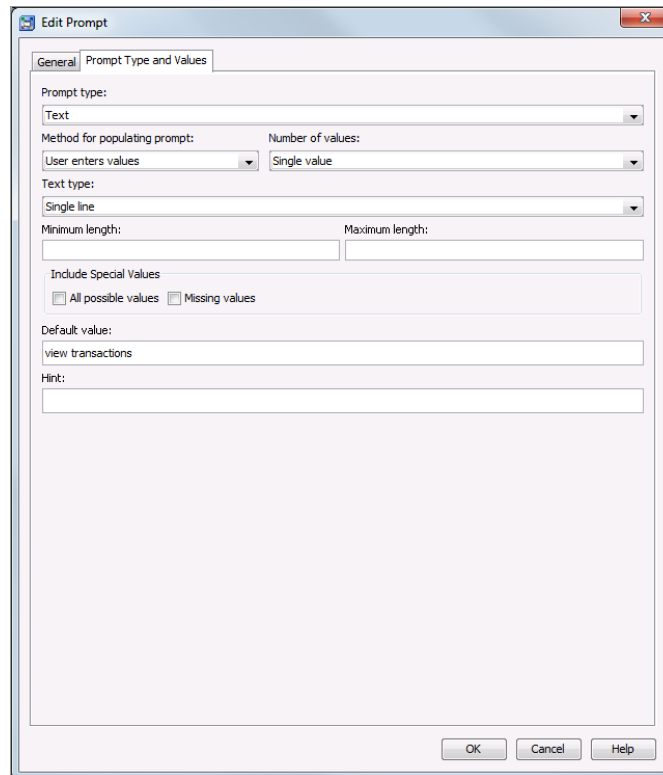 Edit Prompt
General Prompt Type and Values
Prompt type:
Text
Method for populating prompt: Number of values:
User enters values Single value
Text type:
Single line
Minimum length: Maximum length:
Include Special Values
All possible values Missing values
Default value:
view transactions
Hint:
OK Cancel Help